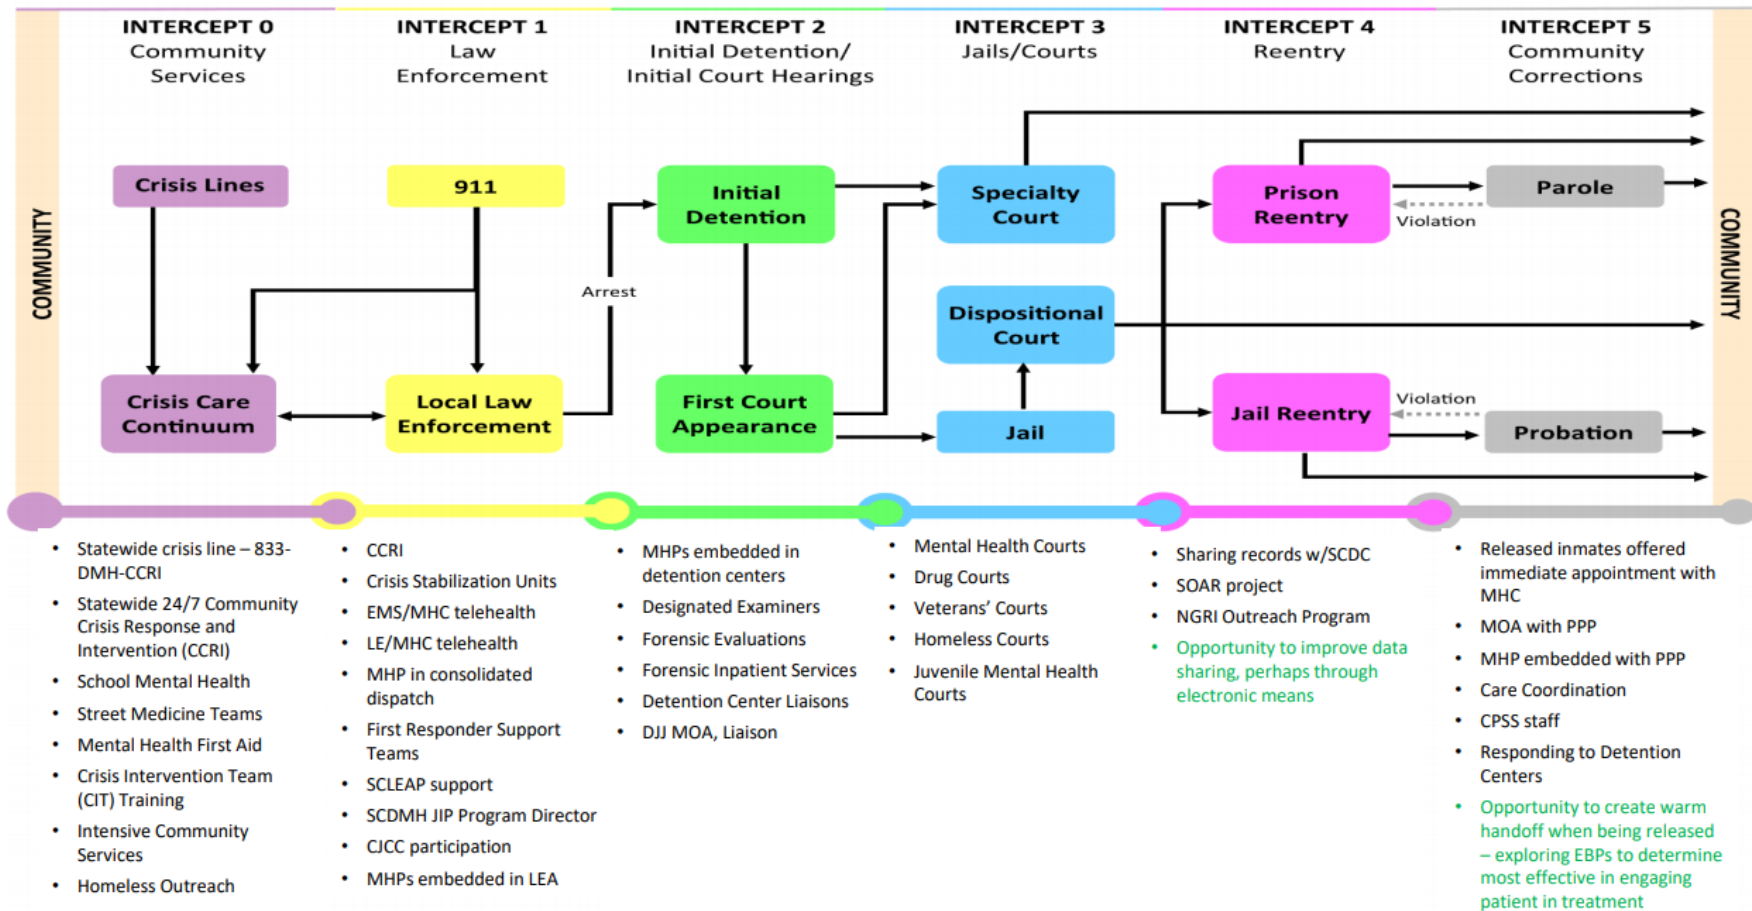 INTERCEPT 0
Community
Services
INTERCEPT 1
Law
Enforcement
INTERCEPT 2
Initial Detention/
Initial Court Hearings
INTERCEPT 3
Jails/Courts
INTERCEPT 4
Reentry
INTERCEPT 5
Community
Corrections
COMMUNITY
Crisis Lines
911
Initial
Detention
Specialty
Court
Prison
Reentry
Parole
Violation
COMMUNITY
Arrest
Dispositional
Court
Crisis Care
Continuum
Local Law
Enforcement
First Court
Appearance
Jail
Jail Reentry
Violation
Probation
• Statewide crisis line – 833-
DMH-CCRI
• Statewide 24/7 Community
Crisis Response and
Intervention (CCRI)
• School Mental Health
• Street Medicine Teams
• Mental Health First Aid
• Crisis Intervention Team
(CIT) Training
• Intensive Community
Services
• Homeless Outreach
• CCRI
• Crisis Stabilization Units
• EMS/MHC telehealth
• LE/MHC telehealth
• MHP in consolidated
dispatch
• First Responder Support
Teams
• SCLEAP support
• SCDMH JIP Program Director
• CJCC participation
• MHPs embedded in LEA
• MHPs embedded in
detention centers
• Designated Examiners
• Forensic Evaluations
• Forensic Inpatient Services
• Detention Center Liaisons
• DJJ MOA, Liaison
• Mental Health Courts
• Drug Courts
• Veterans’ Courts
• Homeless Courts
• Juvenile Mental Health
Courts
• Sharing records w/SCDC
• SOAR project
• NGRI Outreach Program
• Opportunity to improve data
sharing, perhaps through
electronic means
• Released inmates offered
immediate appointment with
MHC
• MOA with PPP
• MHP embedded with PPP
• Care Coordination
• CPSS staff
• Responding to Detention
Centers
• Opportunity to create warm
handoff when being released
– exploring EBPs to determine
most effective in engaging
patient in treatment